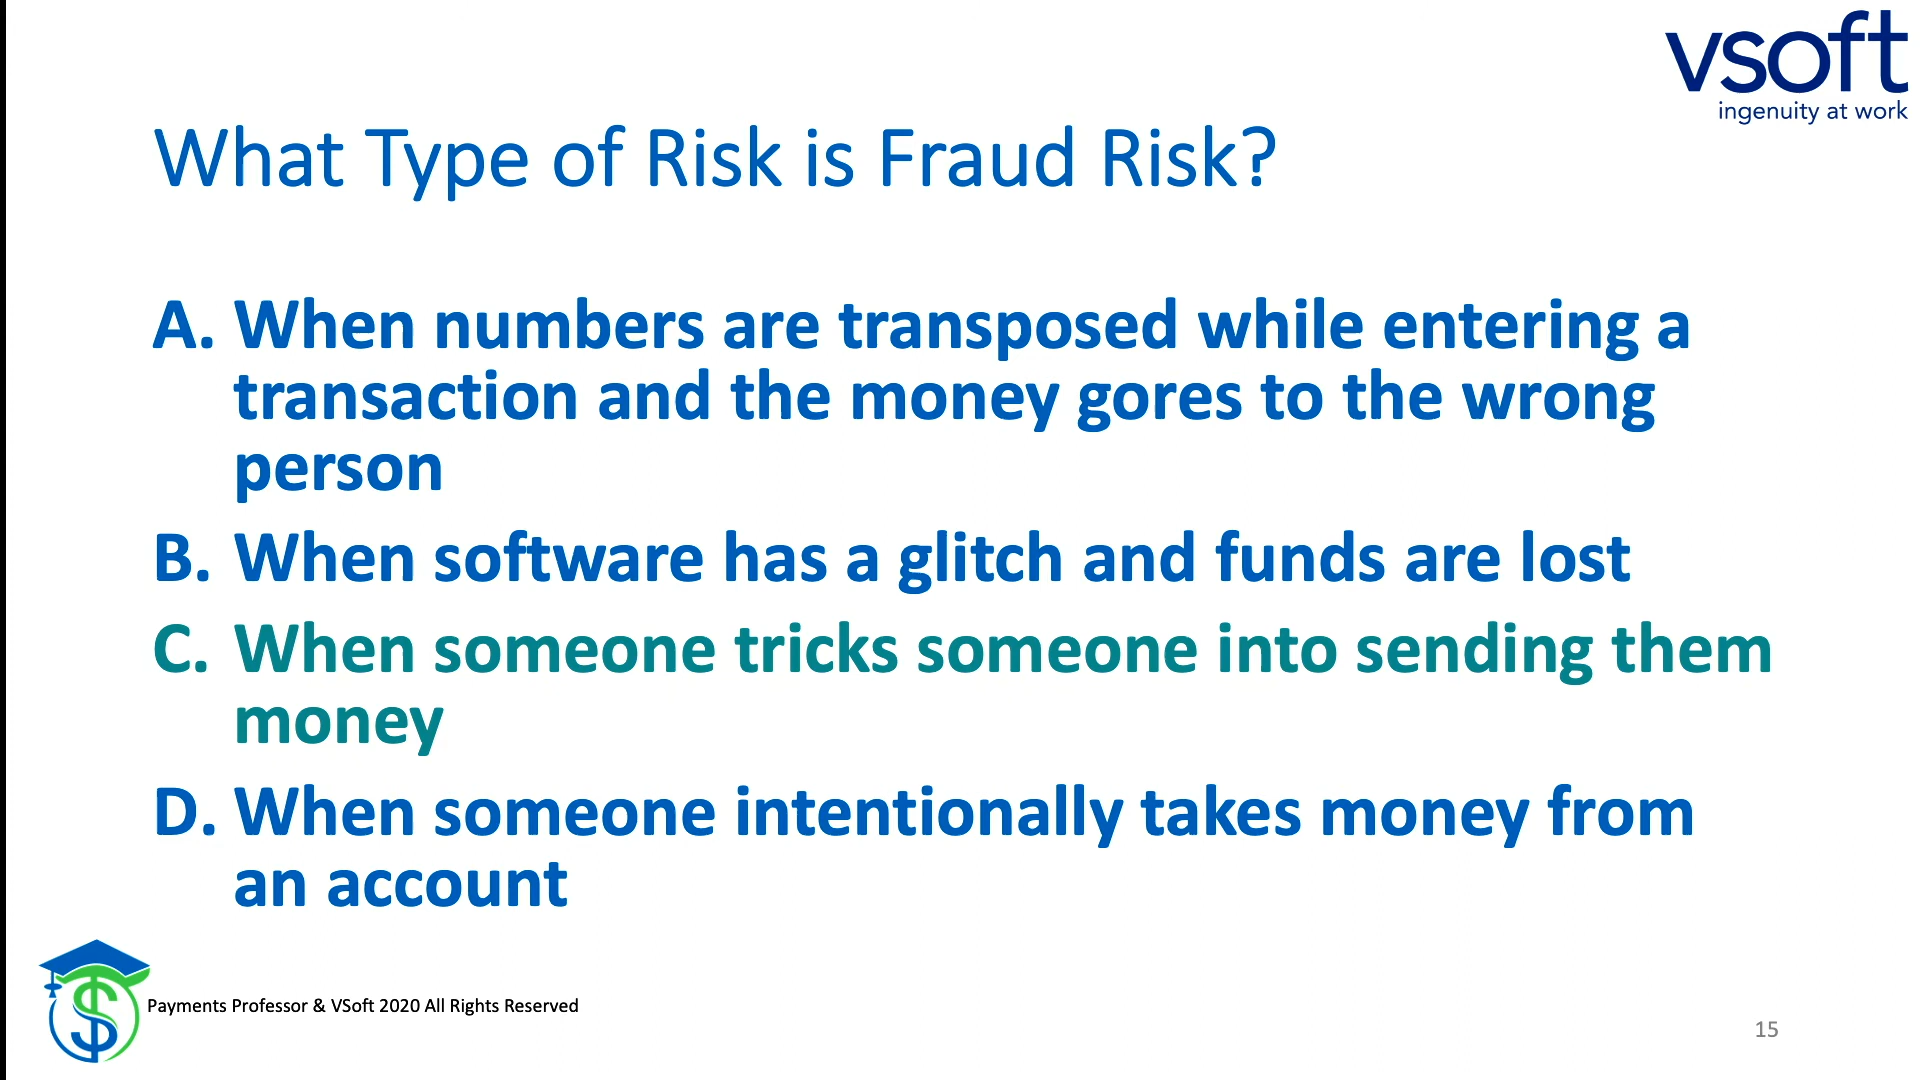 vsoft
ingenuity at work
What Type of Risk is Fraud Risk?
A. When numbers are transposed while entering a
transaction and the money gores to the wrong
person
B. When software has a glitch and funds are lost
C. When someone tricks someone into sending them
money
D. When someone intentionally takes money from
an account
$
Payments Professor & VSoft 2020 All Rights Reserved
15